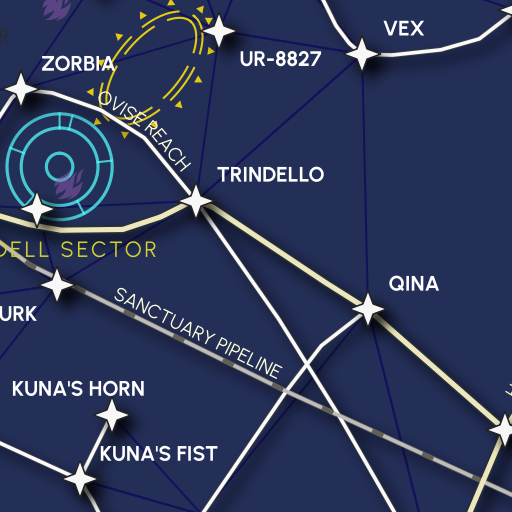 VEX
UR-8827
ZORBIA
OVISE REACH
TRINDELLO
DELL SECTOR
QINA
URK
SANCTUARY PIPELINE
KUNA'S HORN
KUNA'S FIST